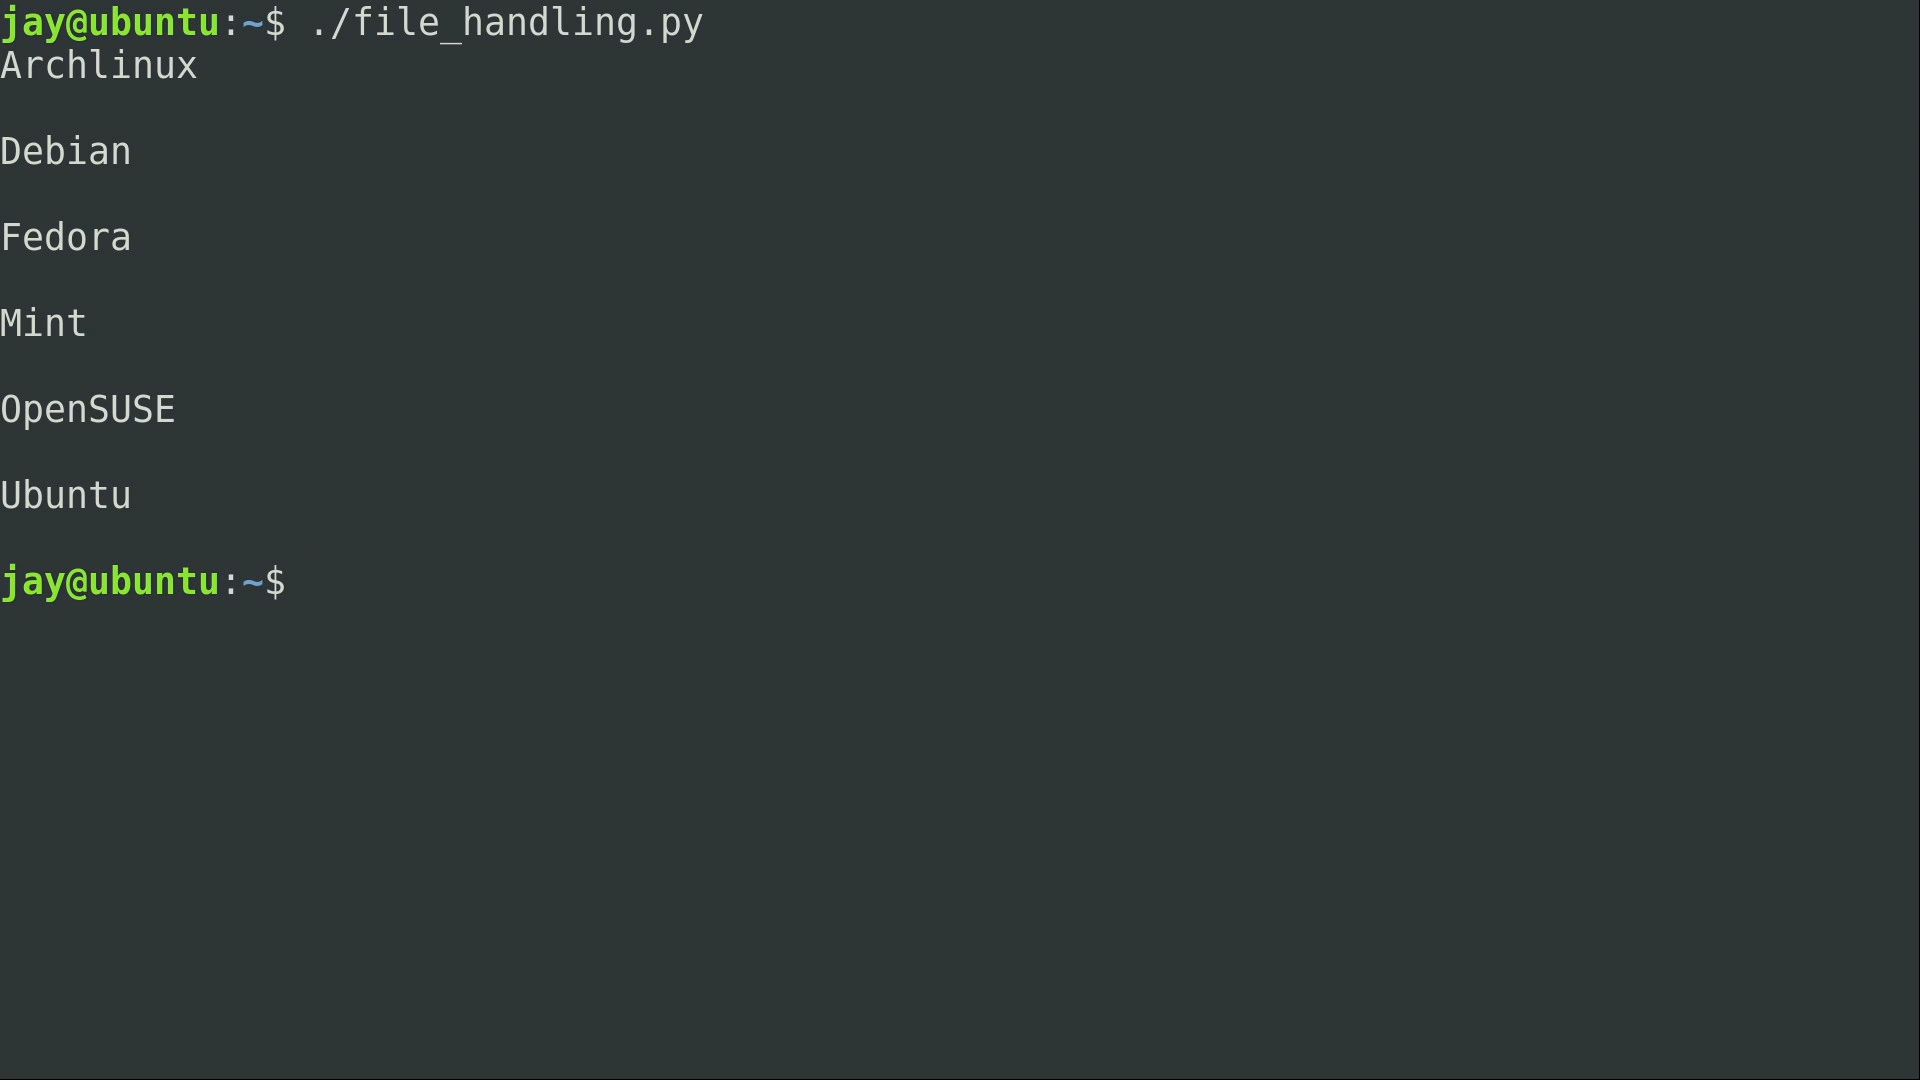 jay@ubuntu:~$ ./file_handling.py
Archlinux
Debian
Fedora
Mint
OpenSUSE
Ubuntu
jay@ubuntu:~$